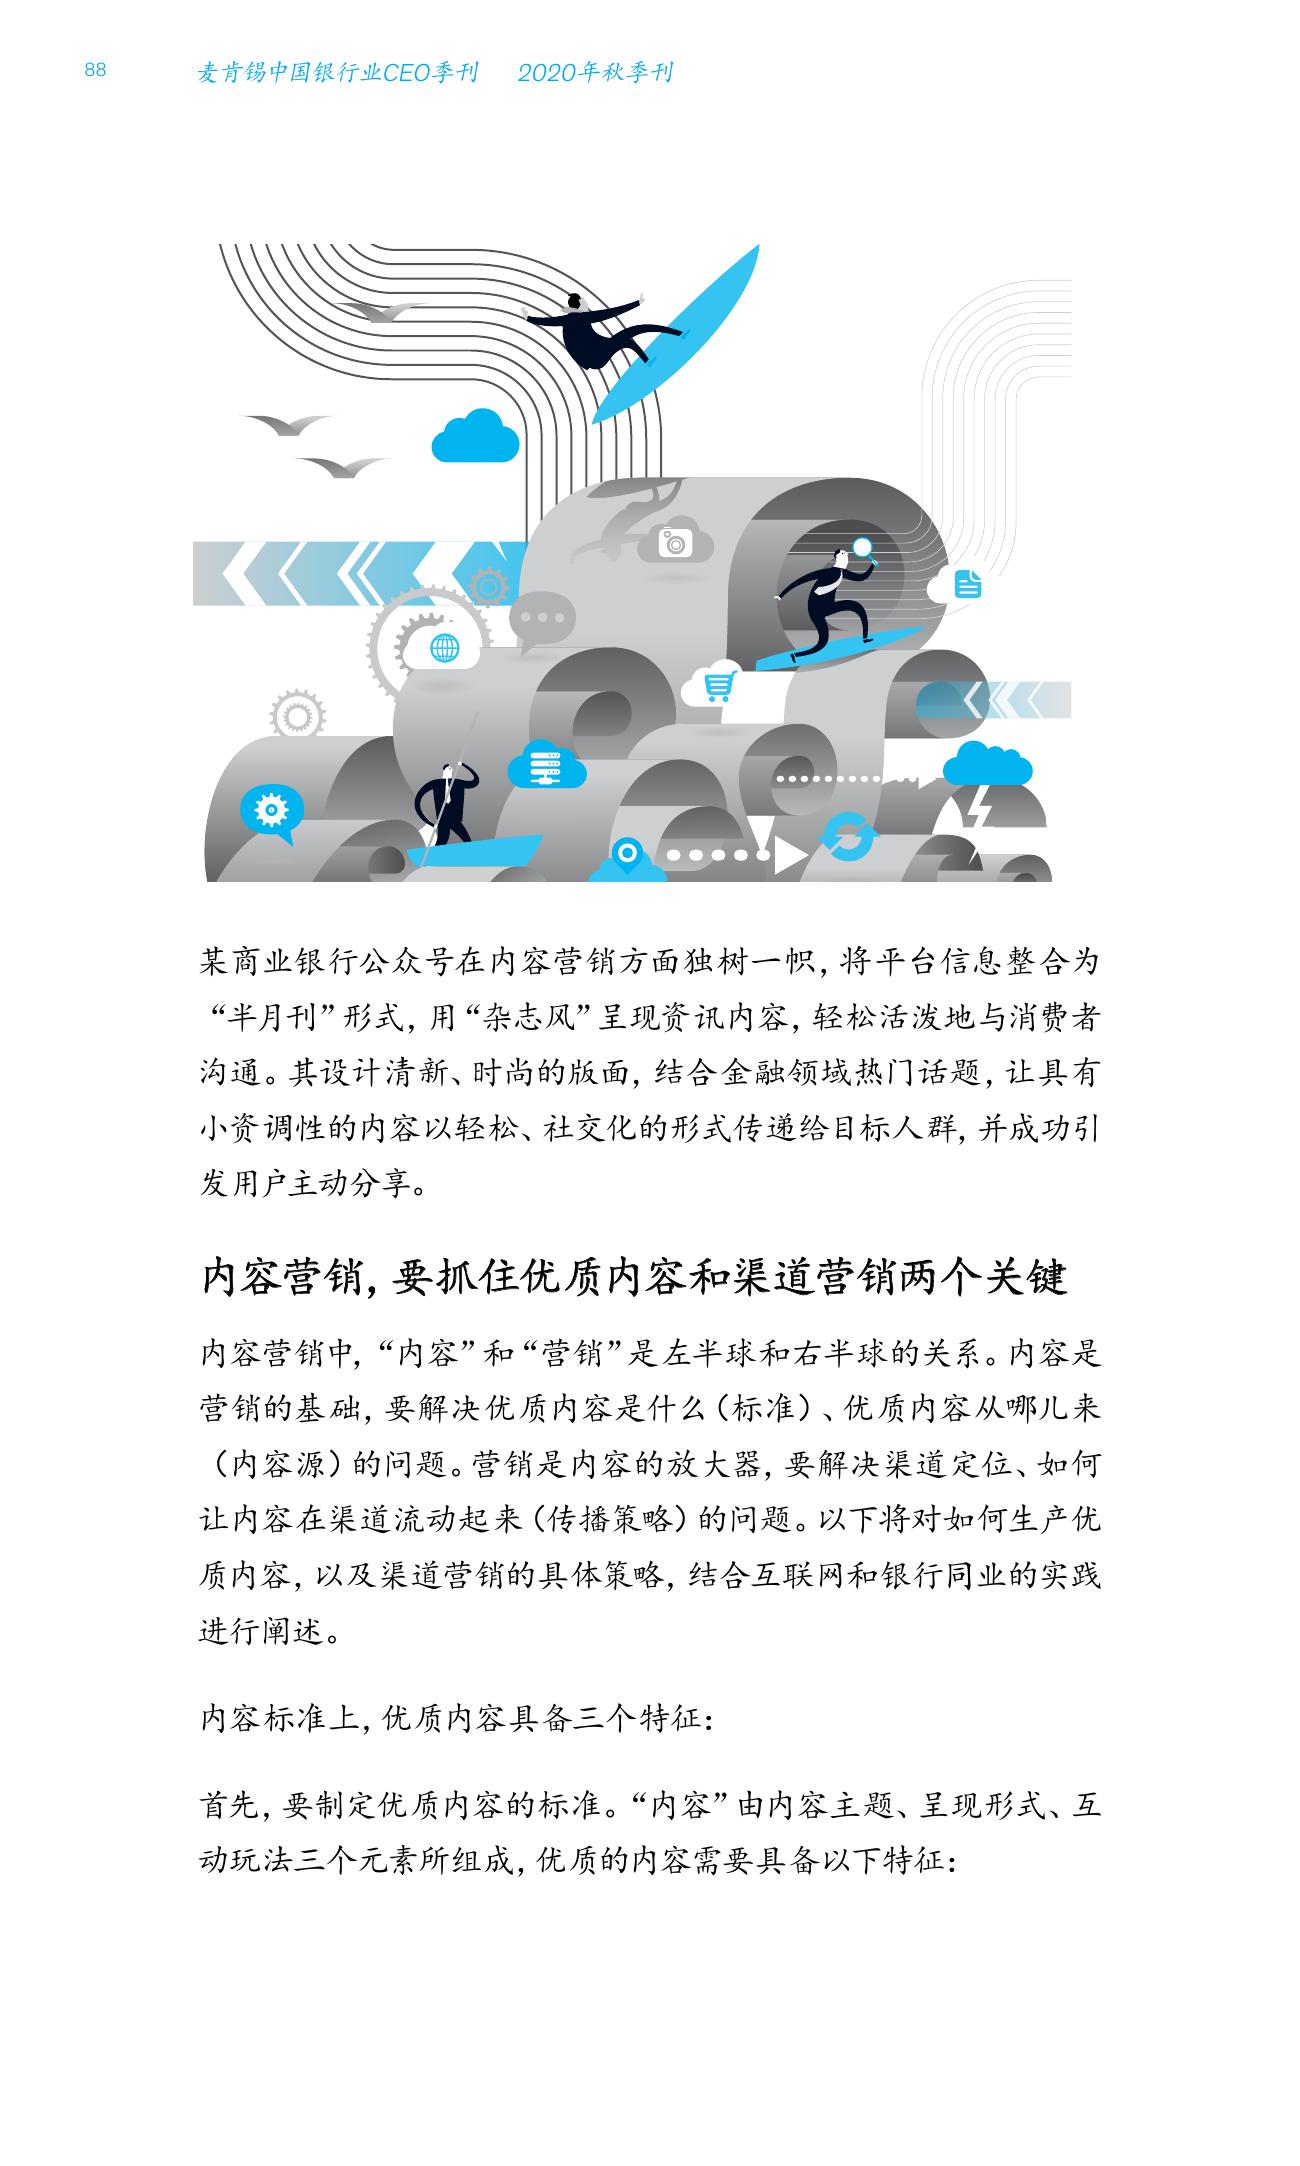 88
麦肯锡中国银行业CEO季刊 2020年秋季刊
某商业银行公众号在内容营销方面独树一帜，将平台信息整合为
“半月刊”形式，用“杂志风”呈现资讯内容，轻松活泼地与消费者
沟通。其设计清新、时尚的版面，结合金融领域热门话题，让具有
小资调性的内容以轻松、社交化的形式传递给目标人群，并成功引
发用户主动分享。
内容营销，要抓住优质内容和渠道营销两个关键
内容营销中，“内容”和“营销”是左半球和右半球的关系。内容是
营销的基础，要解决优质内容是什么（标准）、优质内容从哪儿来
（内容源）的问题。营销是内容的放大器，要解决渠道定位、如何
让内容在渠道流动起来（传播策略）的问题。以下将对如何生产优
质内容，以及渠道营销的具体策略，结合互联网和银行同业的实践
进行阐述。
内容标准上，优质内容具备三个特征：
首先，要制定优质内容的标准。“内容”由内容主题、呈现形式、互
动玩法三个元素所组成，优质的内容需要具备以下特征：